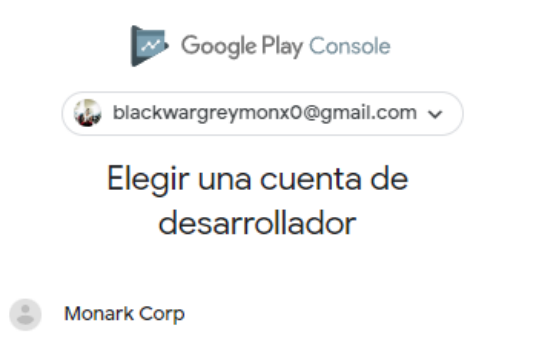 Google Play Console
blackwargreymonx0@gmail.com
Elegir una cuenta de
desarrollador
Monark Corp